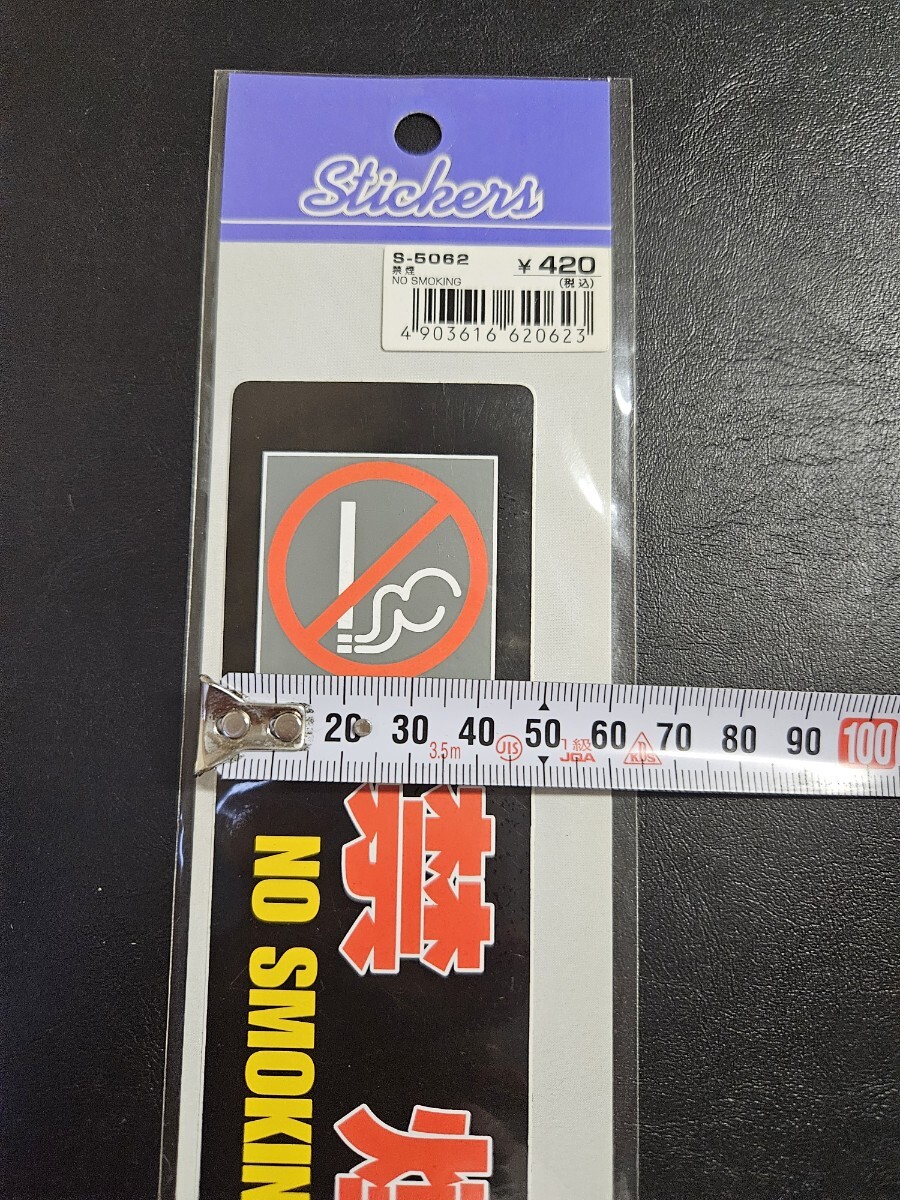 Stickers
S-5062
禁煙
NO SMOKING
¥420
(税込)
4 903616 620623
20 30 40 50 60 70 80 90 100
3.5m JIS 1級 JQA KDS
禁
NO SMOKIN